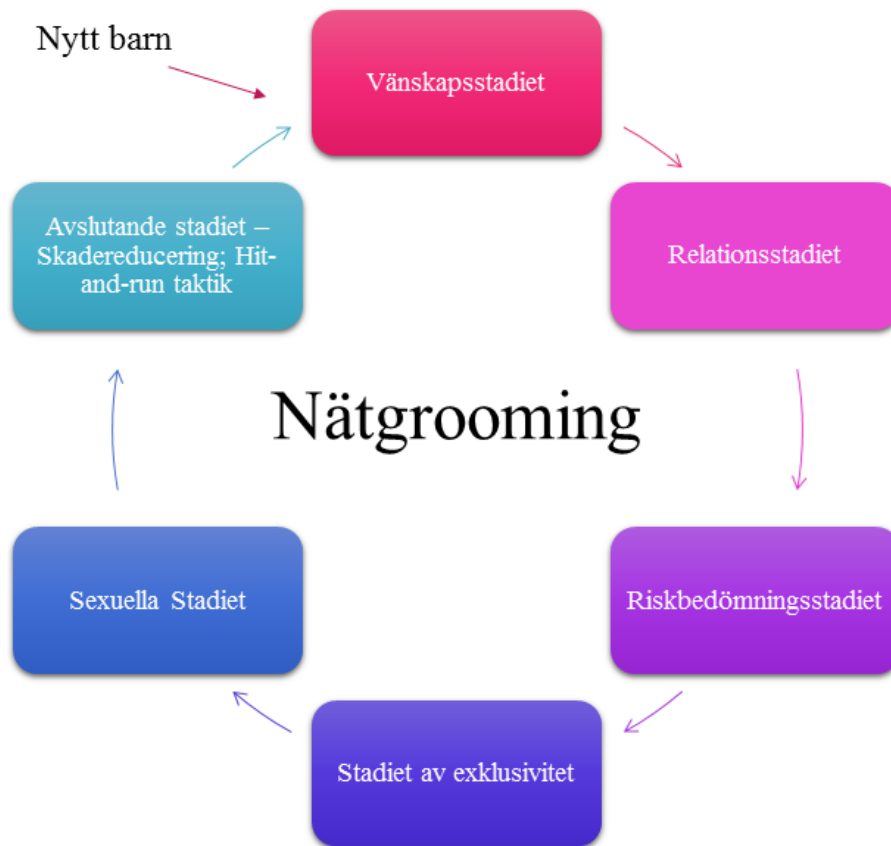 Nytt barn
Vänskapsstadiet
Avslutande stadiet –
Skadereducering; Hit-
and-run taktik
Relationsstadiet
Nätgrooming
Sexuella Stadiet
Riskbedömningsstadiet
Stadiet av exklusivitet